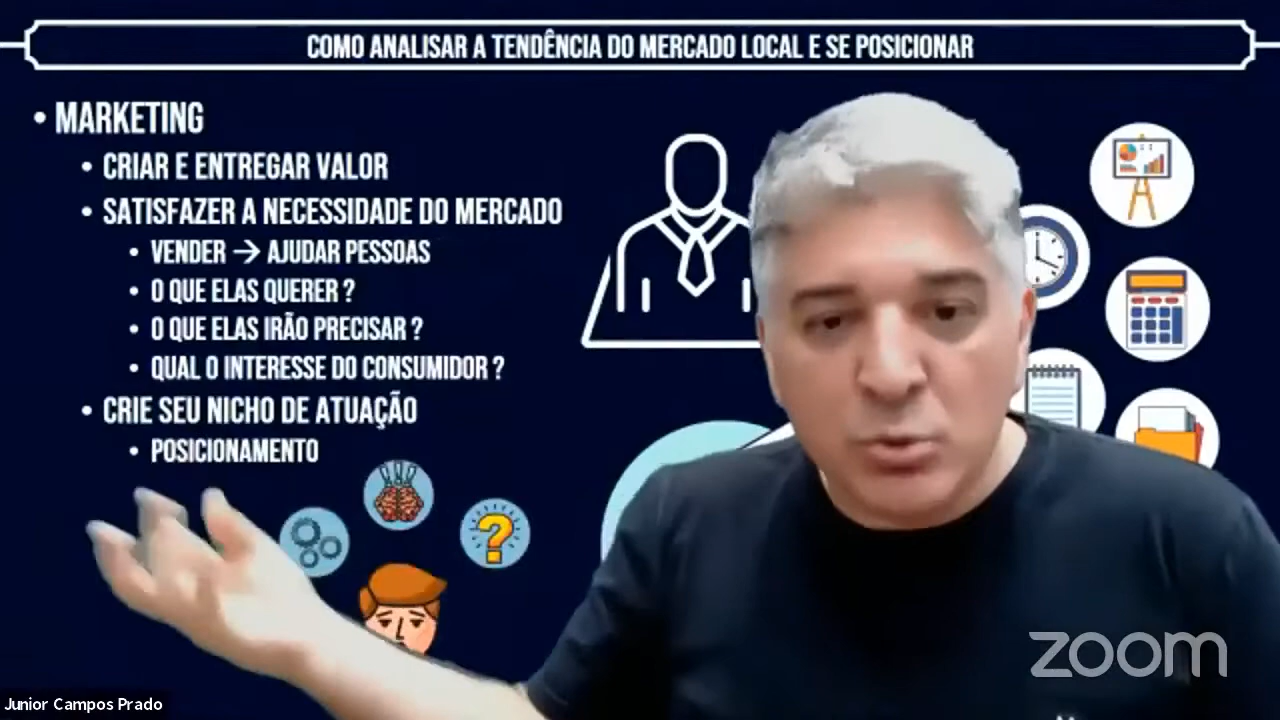 COMO ANALISAR A TENDÊNCIA DO MERCADO LOCAL E SE POSICIONAR
• MARKETING
• CRIAR E ENTREGAR VALOR
• SATISFAZER A NECESSIDADE DO MERCADO
• VENDER → AJUDAR PESSOAS
• O QUE ELAS QUERER ?
• O QUE ELAS IRÃO PRECISAR ?
• QUAL O INTERESSE DO CONSUMIDOR ?
• CRIE SEU NICHO DE ATUAÇÃO
• POSICIONAMENTO
zoom
Junior Campos Prado